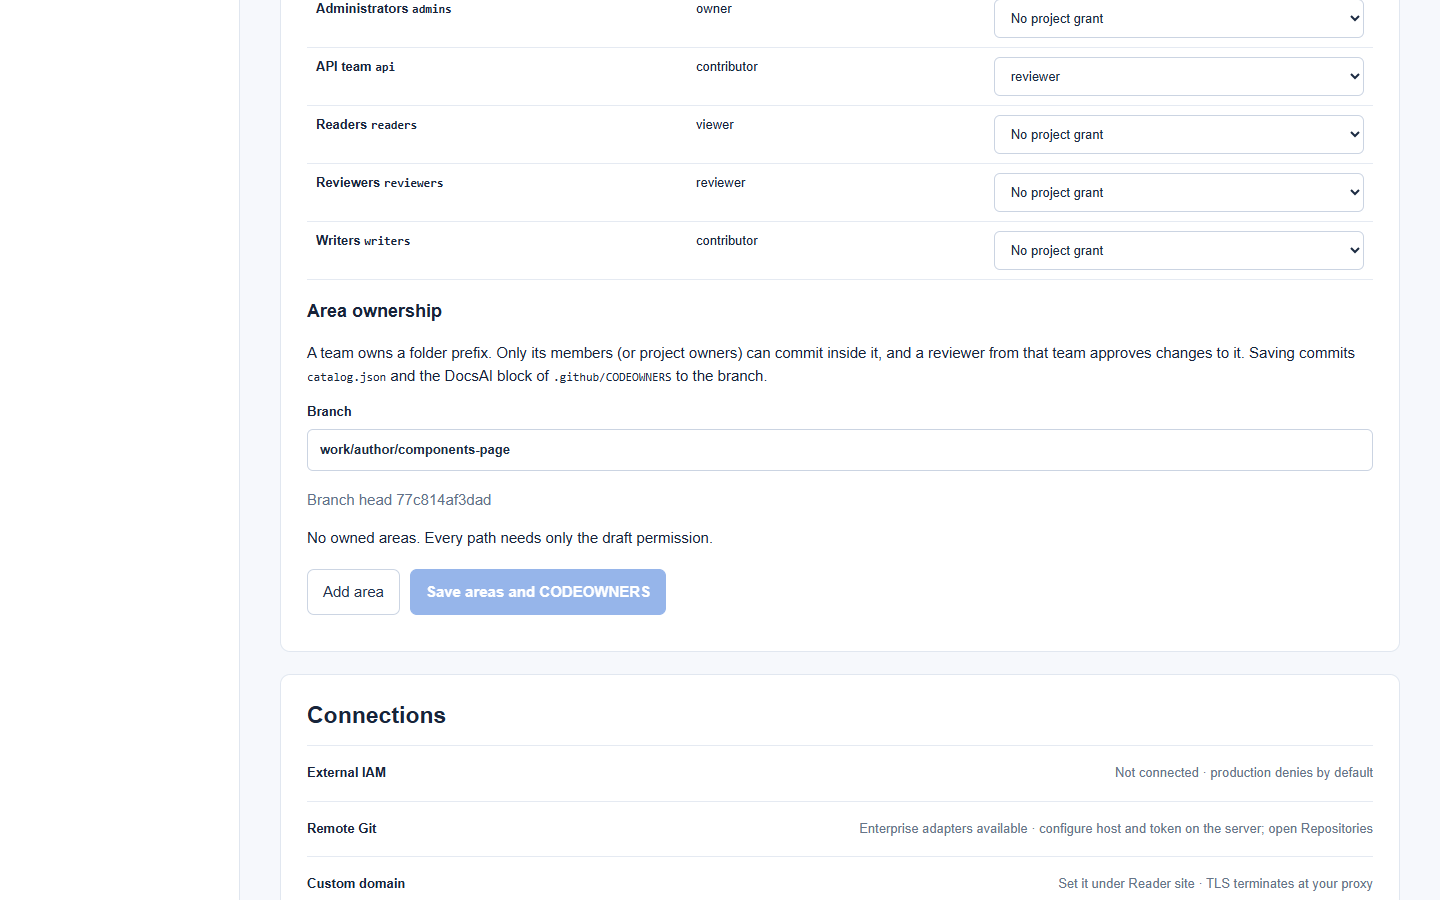 Administrators admins owner No project grant
API team api contributor reviewer
Readers readers viewer No project grant
Reviewers reviewers reviewer No project grant
Writers writers contributor No project grant
Area ownership
A team owns a folder prefix. Only its members (or project owners) can commit inside it, and a reviewer from that team approves changes to it. Saving commits
catalog.json and the DocsAI block of .github/CODEOWNERS to the branch.
Branch
work/author/components-page
Branch head 77c814af3dad
No owned areas. Every path needs only the draft permission.
Add area Save areas and CODEOWNERS
Connections
External IAM Not connected · production denies by default
Remote Git Enterprise adapters available · configure host and token on the server; open Repositories
Custom domain Set it under Reader site · TLS terminates at your proxy